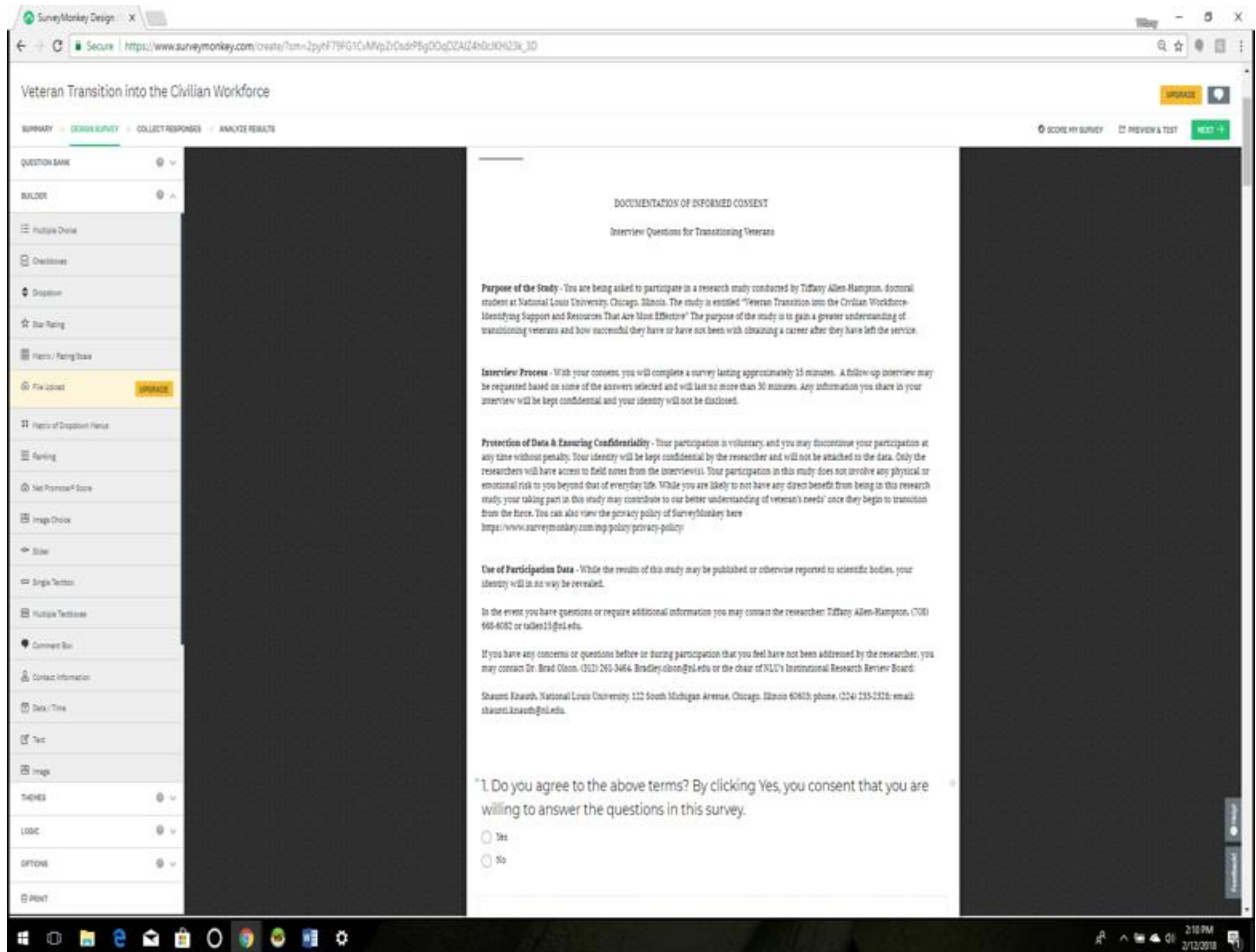 SurveyMonkey Design
Secure | https://www.surveymonkey.com/create/?sm=
Veteran Transition into the Civilian Workforce
UPGRADE
SUMMARY DESIGN SURVEY COLLECT RESPONSES ANALYZE RESULTS
SCORE MY SURVEY PREVIEW & TEST NEXT
QUESTION BANK
BUILDER
Multiple Choice
Checkboxes
Dropdown
Star Rating
Matrix / Rating Scale
File Upload UPGRADE
Matrix of Dropdown Menus
Ranking
Net Promoter® Score
Image Choice
Slider
Single Textbox
Multiple Textboxes
Comment Box
Contact Information
Date / Time
Text
Image
THEMES
LOGIC
OPTIONS
PRINT
DOCUMENTATION OF INFORMED CONSENT
Interview Questions for Transitioning Veterans
Purpose of the Study - You are being asked to participate in a research study conducted by Tiffany Allen-Hampton, doctoral
student at National Louis University, Chicago, Illinois. The study is entitled "Veteran Transition into the Civilian Workforce-
Identifying Support and Resources That Are Most Effective" The purpose of the study is to gain a greater understanding of
transitioning veterans and how successful they have or have not been with obtaining a career after they have left the service.
Interview Process - With your consent, you will complete a survey lasting approximately 15 minutes. A follow-up interview may
be requested based on some of the answers selected and will last no more than 30 minutes. Any information you share in your
interview will be kept confidential and your identity will not be disclosed.
Protection of Data & Ensuring Confidentiality - Your participation is voluntary, and you may discontinue your participation at
any time without penalty. Your identity will be kept confidential by the researcher and will not be attached to the data. Only the
researchers will have access to field notes from the interview(s). Your participation in this study does not involve any physical or
emotional risk to you beyond that of everyday life. While you are likely to not have any direct benefit from being in this research
study, your taking part in this study may contribute to our better understanding of veteran's needs' once they begin to transition
from the force. You can also view the privacy policy of SurveyMonkey here
https://www.surveymonkey.com/mp/policy/privacy-policy/
Use of Participation Data - While the results of this study may be published or otherwise reported to scientific bodies, your
identity will in no way be revealed.
In the event you have questions or require additional information you may contact the researcher: Tiffany Allen-Hampton, (708)
668-6082 or tallen15@nl.edu.
If you have any concerns or questions before or during participation that you feel have not been addressed by the researcher, you
may contact Dr. Brad Olson, (312) 261-3464, Bradley.olson@nl.edu or the chair of NLU's Institutional Research Review Board:
Shaunti Knauth, National Louis University, 122 South Michigan Avenue, Chicago, Illinois 60603; phone, (224) 233-2328; email:
shaunti.knauth@nl.edu.
* 1. Do you agree to the above terms? By clicking Yes, you consent that you are
willing to answer the questions in this survey.
Yes
No
Help!
Feedback!
2:10 PM
2/12/2018